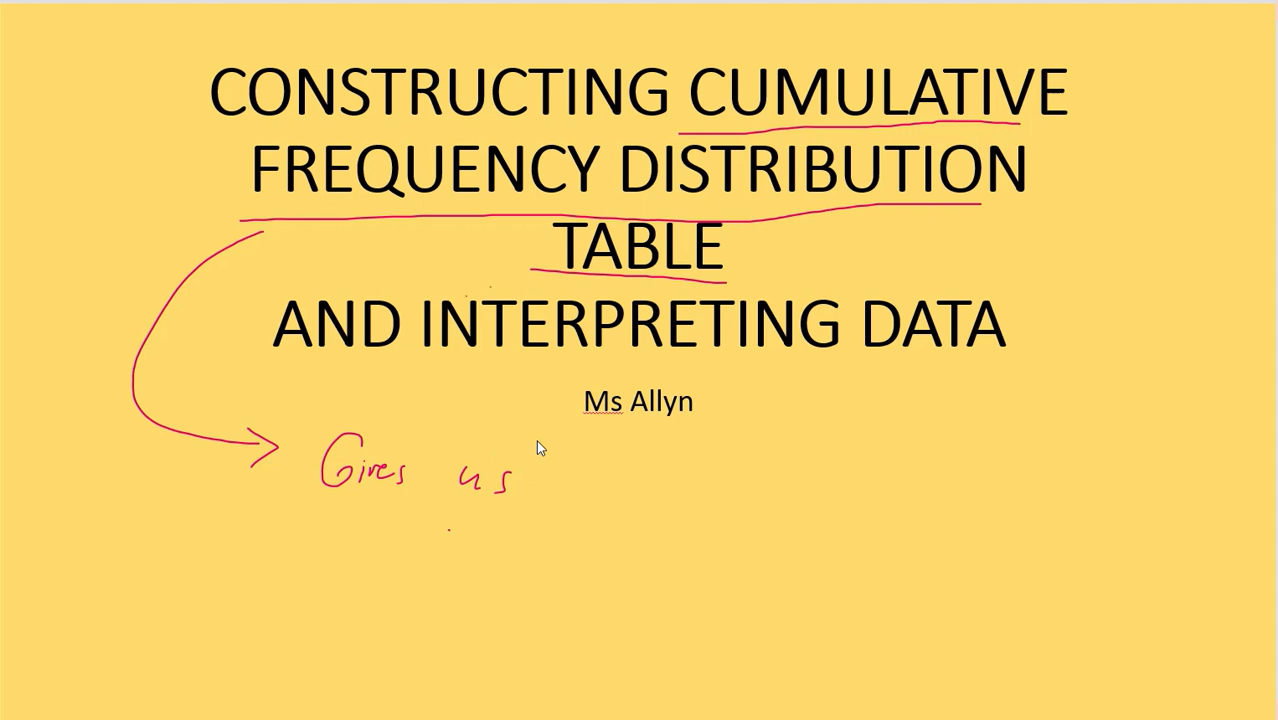 CONSTRUCTING CUMULATIVE
FREQUENCY DISTRIBUTION
TABLE
AND INTERPRETING DATA
Ms Allyn
Gives us